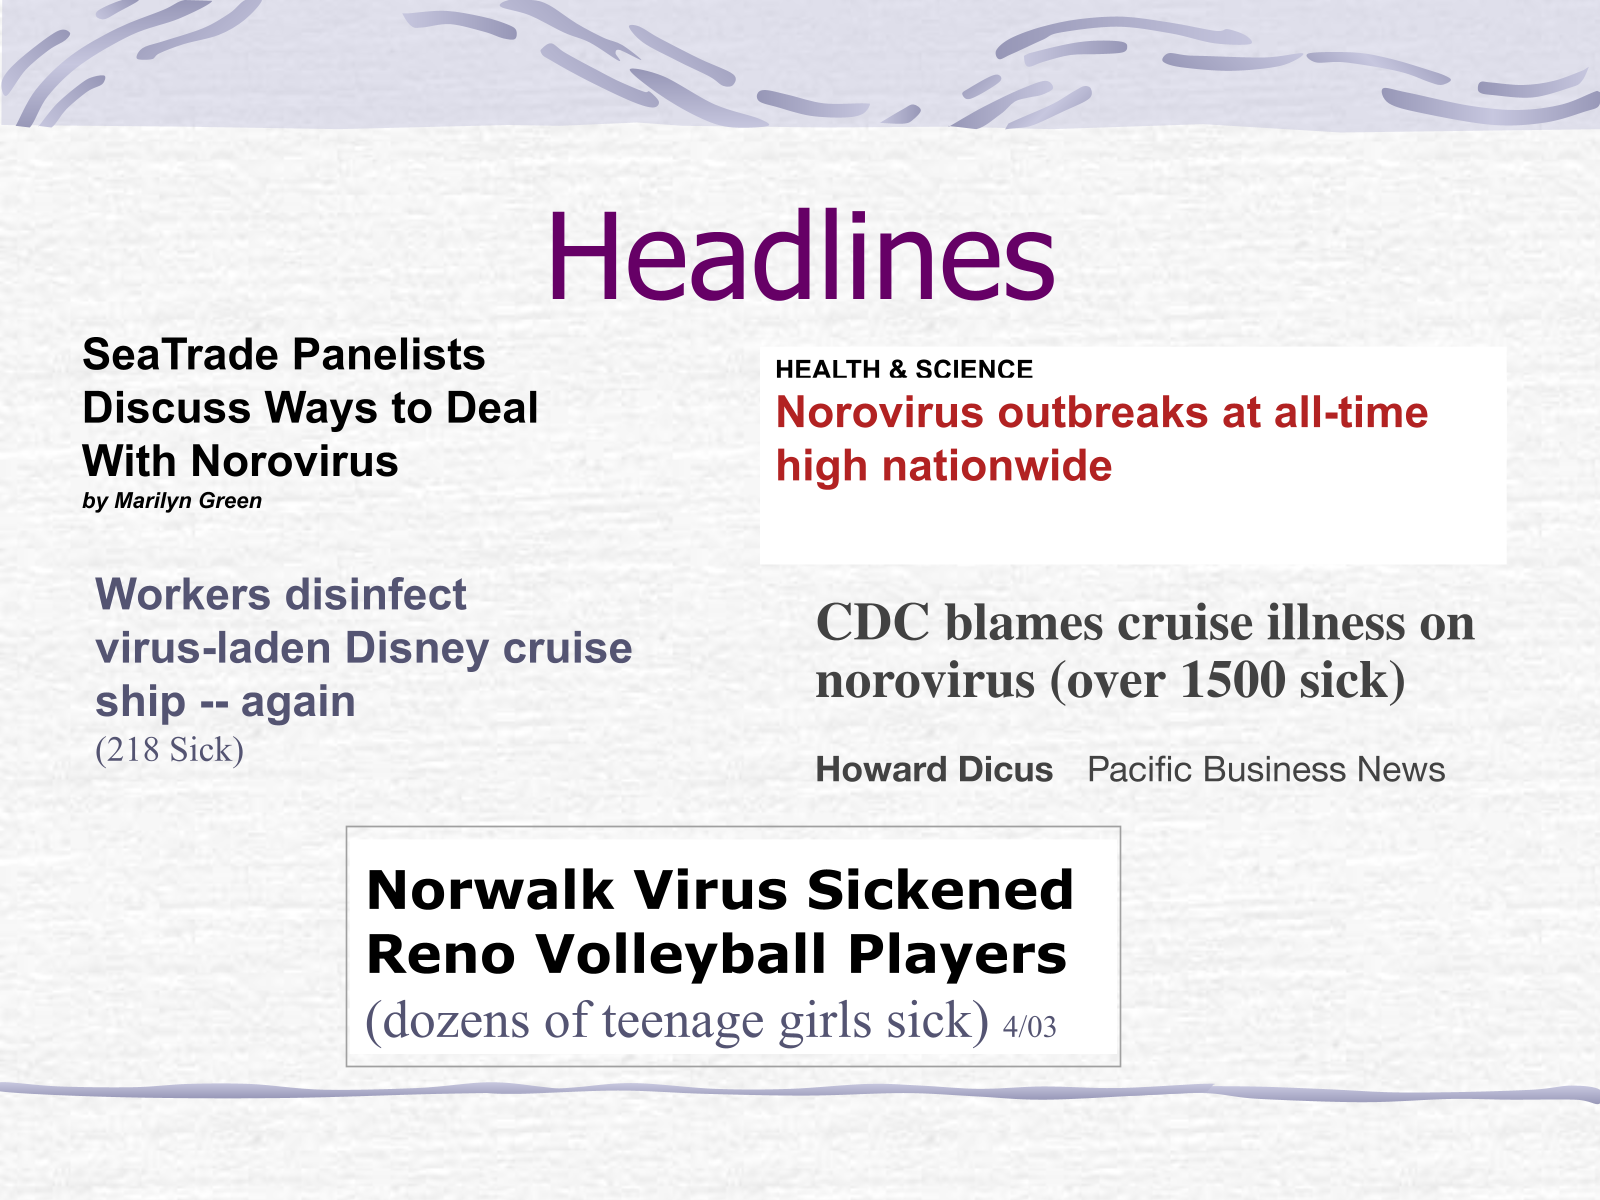 Headlines
SeaTrade Panelists
Discuss Ways to Deal
With Norovirus
by Marilyn Green
HEALTH & SCIENCE
Norovirus outbreaks at all-time
high nationwide
Workers disinfect
virus-laden Disney cruise
ship -- again
(218 Sick)
CDC blames cruise illness on
norovirus (over 1500 sick)
Howard Dicus Pacific Business News
Norwalk Virus Sickened
Reno Volleyball Players
(dozens of teenage girls sick) 4/03